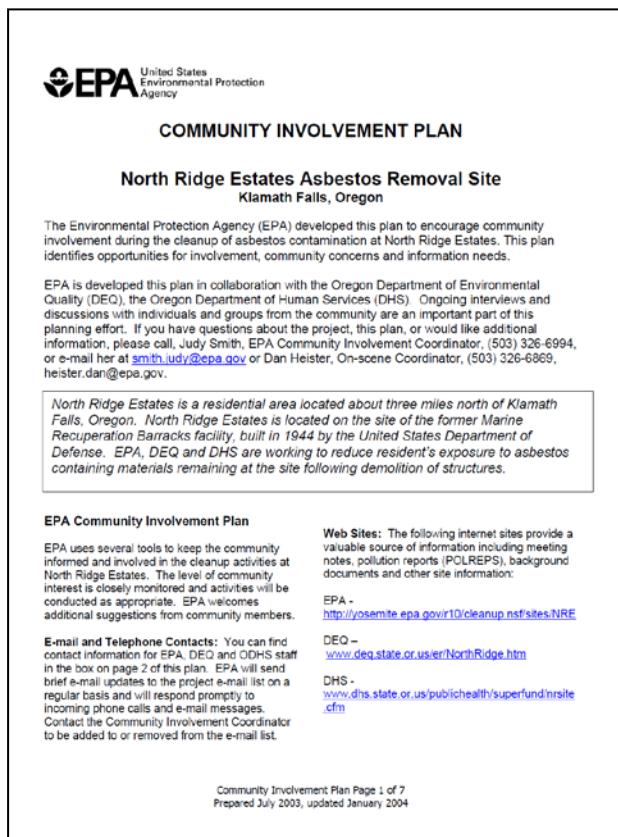 EPA United States
Environmental Protection
Agency
COMMUNITY INVOLVEMENT PLAN
North Ridge Estates Asbestos Removal Site
Klamath Falls, Oregon
The Environmental Protection Agency (EPA) developed this plan to encourage community
involvement during the cleanup of asbestos contamination at North Ridge Estates. This plan
identifies opportunities for involvement, community concerns and information needs.
EPA is developed this plan in collaboration with the Oregon Department of Environmental
Quality (DEQ), the Oregon Department of Human Services (DHS). Ongoing interviews and
discussions with individuals and groups from the community are an important part of this
planning effort. If you have questions about the project, this plan, or would like additional
information, please call, Judy Smith, EPA Community Involvement Coordinator, (503) 326-6994,
or e-mail her at smith.judy@epa.gov or Dan Heister, On-scene Coordinator, (503) 326-6869,
heister.dan@epa.gov.
North Ridge Estates is a residential area located about three miles north of Klamath
Falls, Oregon. North Ridge Estates is located on the site of the former Marine
Recuperation Barracks facility, built in 1944 by the United States Department of
Defense. EPA, DEQ and DHS are working to reduce resident's exposure to asbestos
containing materials remaining at the site following demolition of structures.
EPA Community Involvement Plan
EPA uses several tools to keep the community
informed and involved in the cleanup activities at
North Ridge Estates. The level of community
interest is closely monitored and activities will be
conducted as appropriate. EPA welcomes
additional suggestions from community members.
E-mail and Telephone Contacts: You can find
contact information for EPA, DEQ and ODHS staff
in the box on page 2 of this plan. EPA will send
brief e-mail updates to the project e-mail list on a
regular basis and will respond promptly to
incoming phone calls and e-mail messages.
Contact the Community Involvement Coordinator
to be added to or removed from the e-mail list.
Web Sites: The following internet sites provide a
valuable source of information including meeting
notes, pollution reports (POLREPS), background
documents and other site information:
EPA -
http://yosemite.epa.gov/r10/cleanup.nsf/sites/NRE
DEQ –
www.deq.state.or.us/er/NorthRidge.htm
DHS -
www.dhs.state.or.us/publichealth/superfund/nrsite
.cfm
Community Involvement Plan Page 1 of 7
Prepared July 2003, updated January 2004